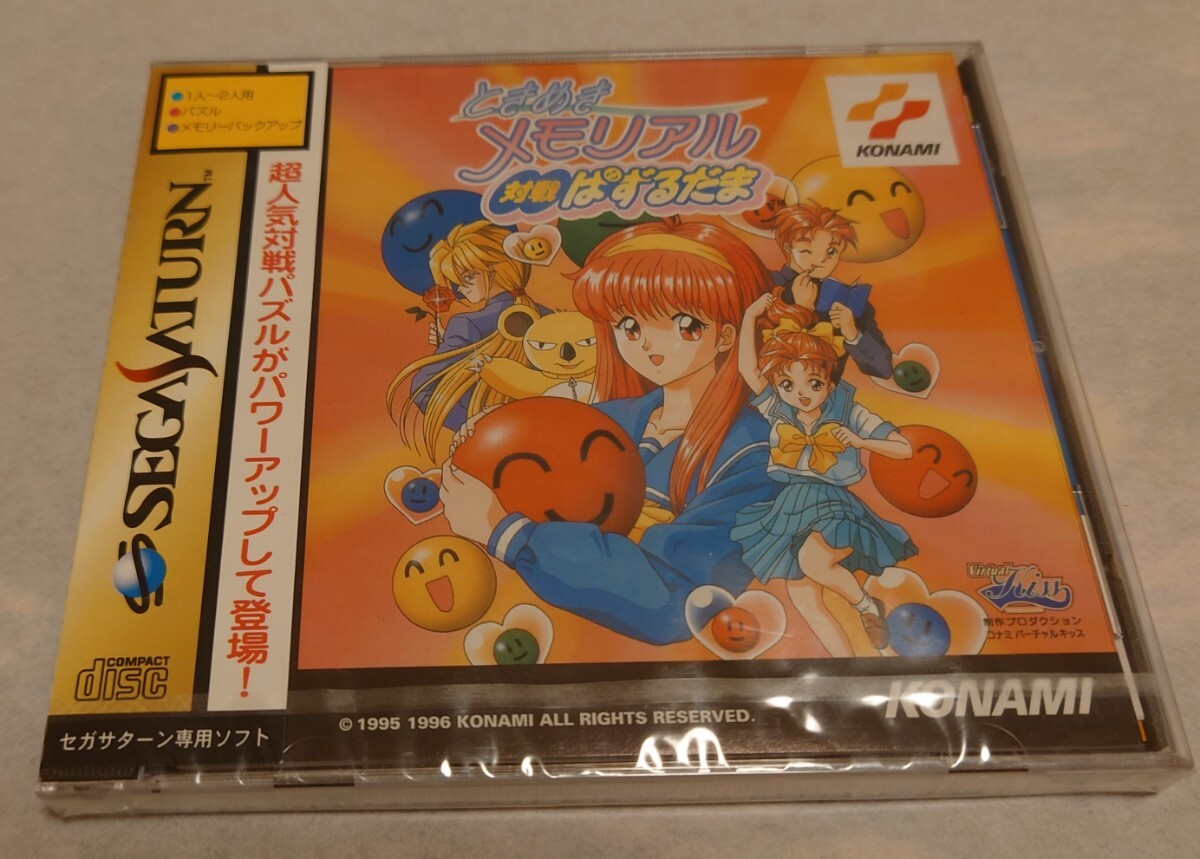 1人～2人用
パズル
メモリーバックアップ
SEGA SATURN™
超人気対戦パズルがパワーアップして登場!
COMPACT
disc
セガサターン専用ソフト
ときめき
メモリアル
対戦ぱずるだま
KONAMI
Virtual Kiss
制作プロダクション
コナミ バーチャルキッス
© 1995 1996 KONAMI ALL RIGHTS RESERVED.
KONAMI